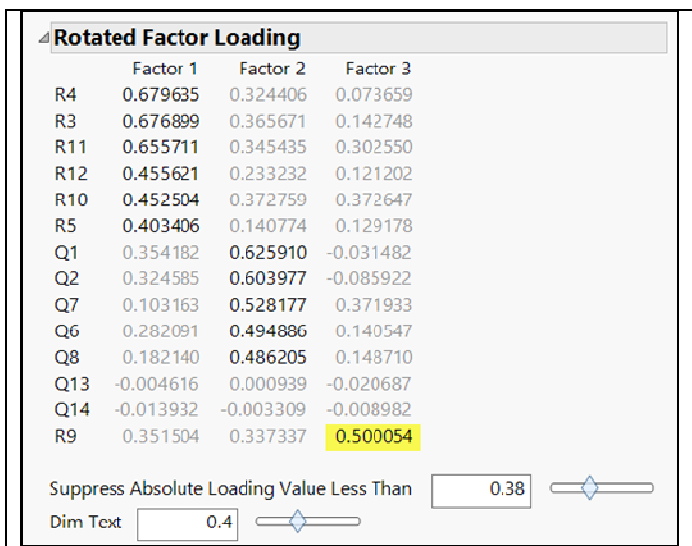 Rotated Factor Loading
Factor 1 Factor 2 Factor 3
R4 0.679635 0.324406 0.073659
R3 0.676899 0.365671 0.142748
R11 0.655711 0.345435 0.302550
R12 0.455621 0.233232 0.121202
R10 0.452504 0.372759 0.372647
R5 0.403406 0.140774 0.129178
Q1 0.354182 0.625910 -0.031482
Q2 0.324585 0.603977 -0.085922
Q7 0.103163 0.528177 0.371933
Q6 0.282091 0.494886 0.140547
Q8 0.182140 0.486205 0.148710
Q13 -0.004616 0.000939 -0.020687
Q14 -0.013932 -0.003309 -0.008982
R9 0.351504 0.337337 0.500054
Suppress Absolute Loading Value Less Than 0.38
Dim Text 0.4